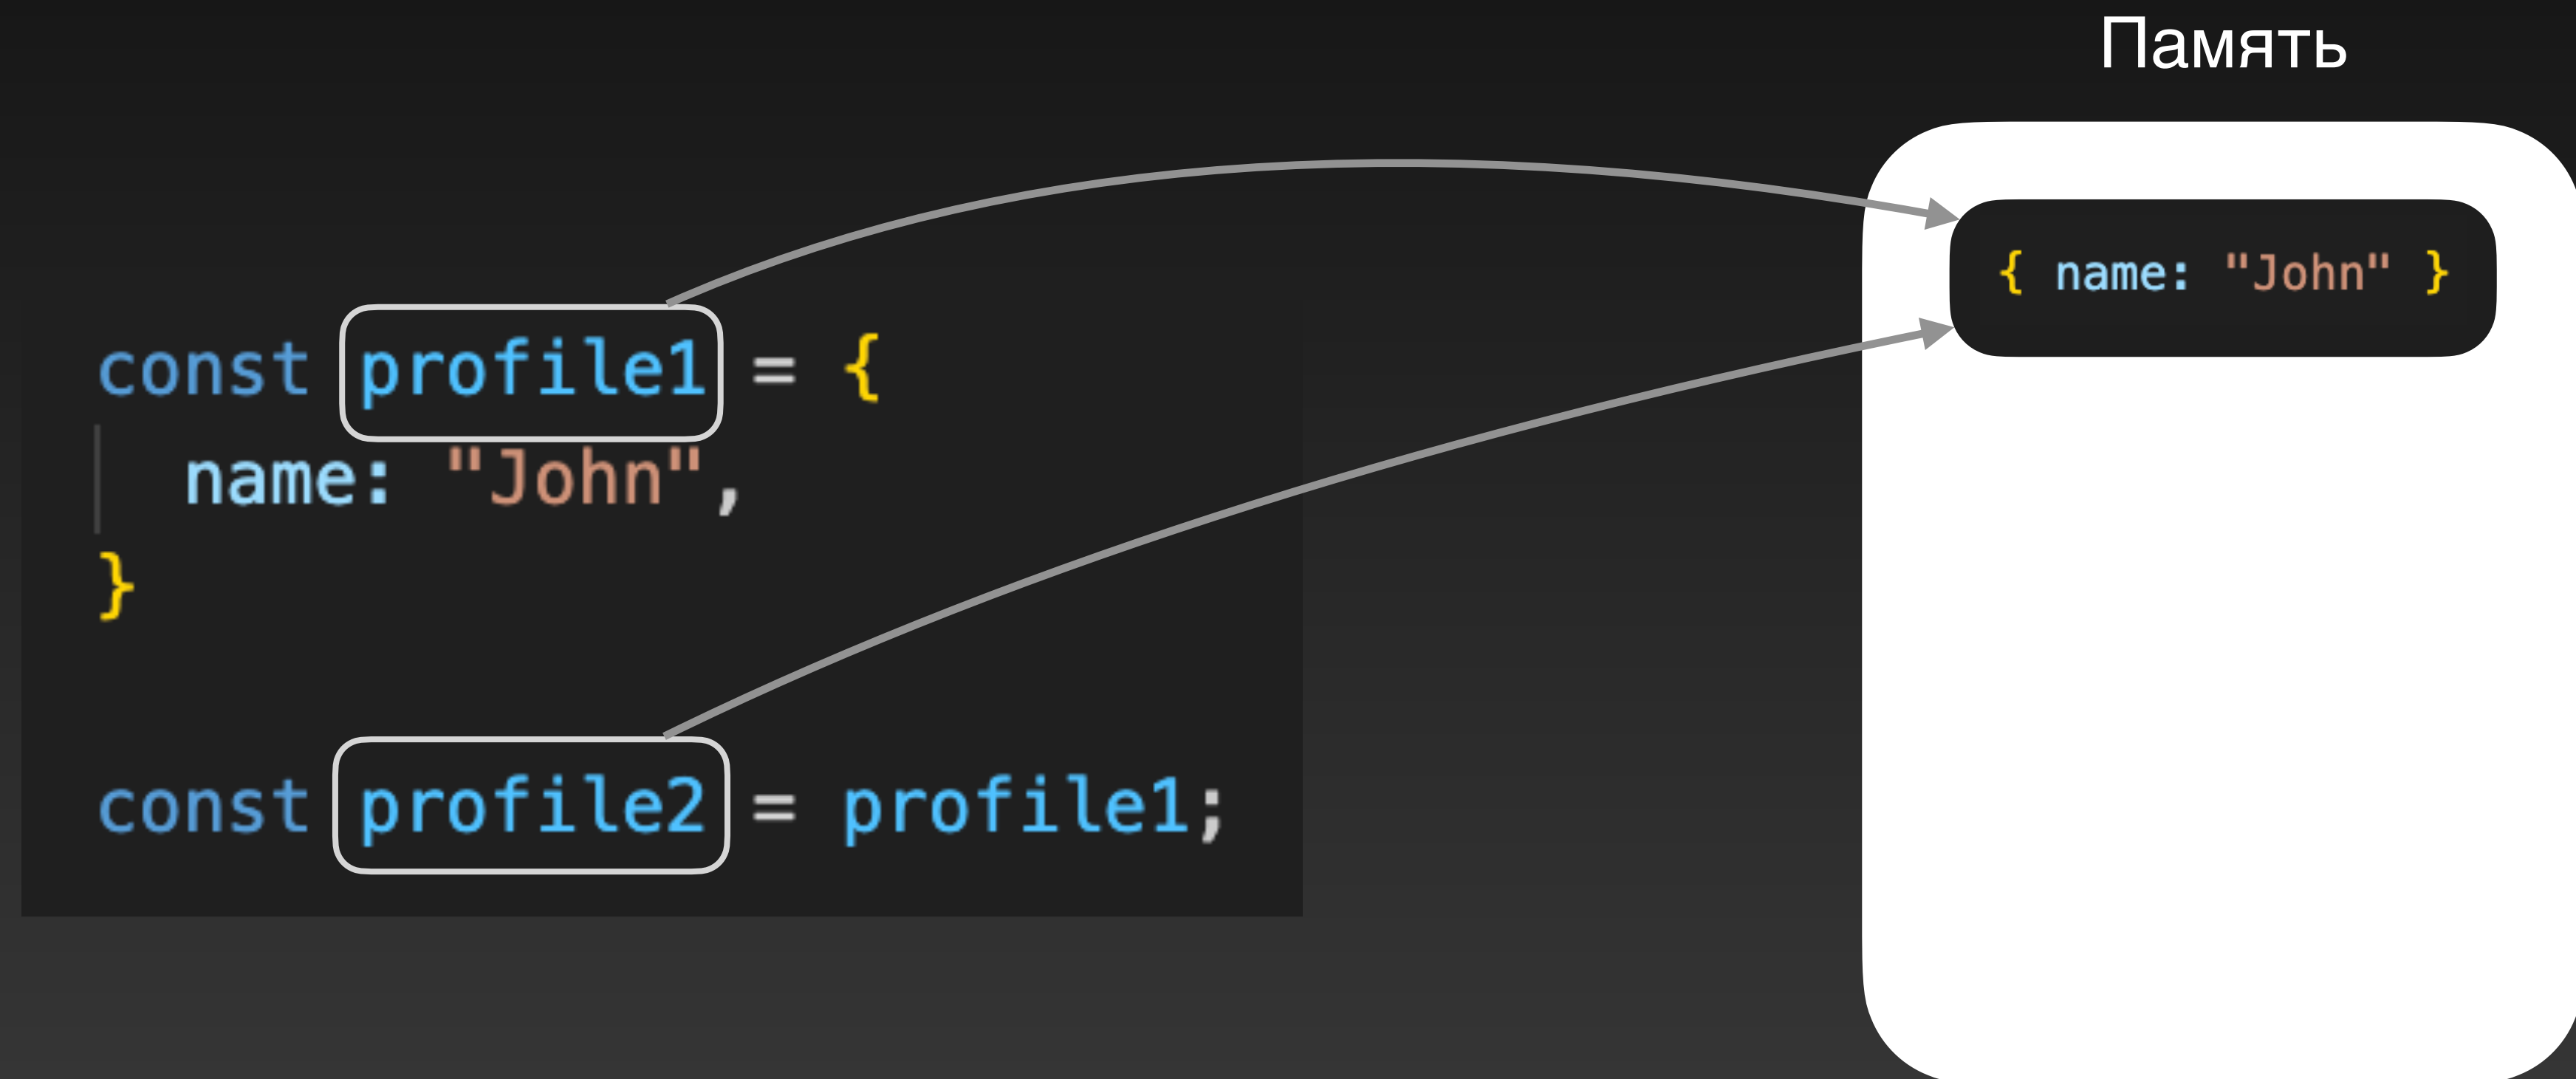 Память
const profile1 = {
name: "John",
}
const profile2 = profile1;
{ name: "John" }